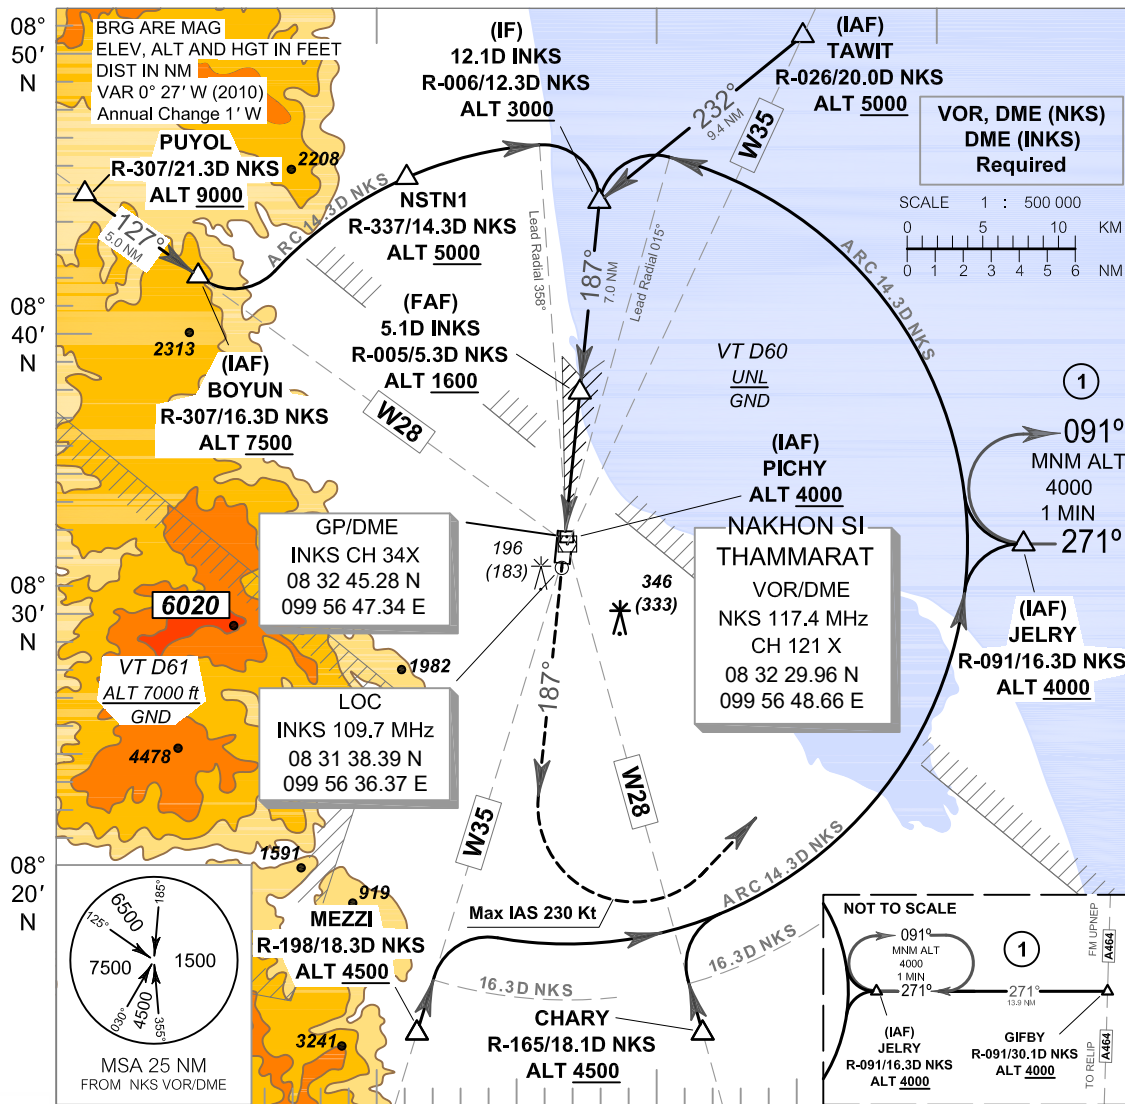 08°
50′
N
BRG ARE MAG
ELEV, ALT AND HGT IN FEET
DIST IN NM
VAR 0° 27′ W (2010)
Annual Change 1′ W
PUYOL
R-307/21.3D NKS
ALT 9000
2208
127°
5.0 NM
ARC 14.3D NKS
NSTN1
R-337/14.3D NKS
ALT 5000
(IF)
12.1D INKS
R-006/12.3D NKS
ALT 3000
(IAF)
TAWIT
R-026/20.0D NKS
ALT 5000
232°
9.4 NM
W35
VOR, DME (NKS)
DME (INKS)
Required
SCALE 1 : 500 000
0 5 10 KM
0 1 2 3 4 5 6 NM
Lead Radial 358°
187°
7.0 NM
Lead Radial 015°
ARC 14.3D NKS
08°
40′
N
2313
(IAF)
BOYUN
R-307/16.3D NKS
ALT 7500
W28
(FAF)
5.1D INKS
R-005/5.3D NKS
ALT 1600
VT D60
UNL
GND
1
091º
MNM ALT
4000
1 MIN
271º
(IAF)
PICHY
ALT 4000
GP/DME
INKS CH 34X
08 32 45.28 N
099 56 47.34 E
196
(183)
346
(333)
NAKHON SI
THAMMARAT
VOR/DME
NKS 117.4 MHz
CH 121 X
08 32 29.96 N
099 56 48.66 E
(IAF)
JELRY
R-091/16.3D NKS
ALT 4000
08°
30′
N
6020
1982
VT D61
ALT 7000 ft
GND
4478
LOC
INKS 109.7 MHz
08 31 38.39 N
099 56 36.37 E
187°
W35
W28
08°
20′
N
1591
919
Max IAS 230 Kt
ARC 14.3D NKS
MEZZI
R-198/18.3D NKS
ALT 4500
16.3D NKS
16.3D NKS
CHARY
R-165/18.1D NKS
ALT 4500
3241
6500
185°
125°
7500
1500
030°
4500
355°
MSA 25 NM
FROM NKS VOR/DME
NOT TO SCALE
091º
MNM ALT
4000
1 MIN
271º
1
271°
13.9 NM
FM UPNEP
A464
(IAF)
JELRY
R-091/16.3D NKS
ALT 4000
GIFBY
R-091/30.1D NKS
ALT 4000
A464
TO RELIP